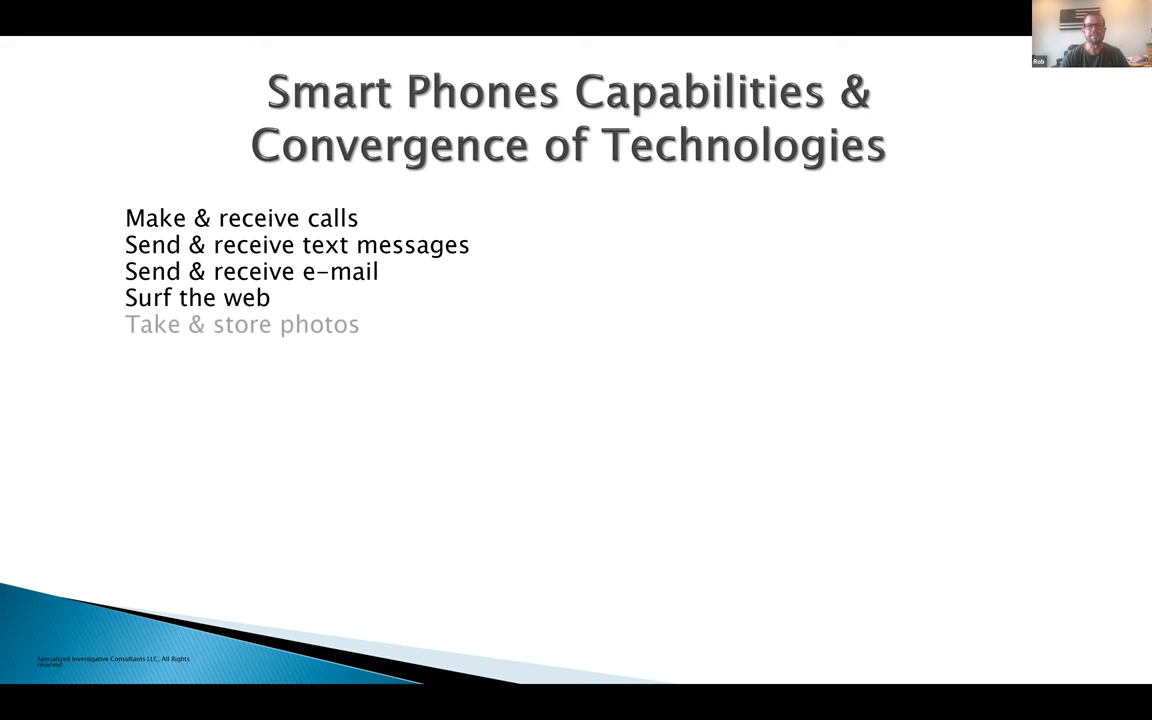 Rob
Smart Phones Capabilities &
Convergence of Technologies
Make & receive calls
Send & receive text messages
Send & receive e-mail
Surf the web
Take & store photos
Specialized Investigative Consultants LLC, All Rights
reserved.